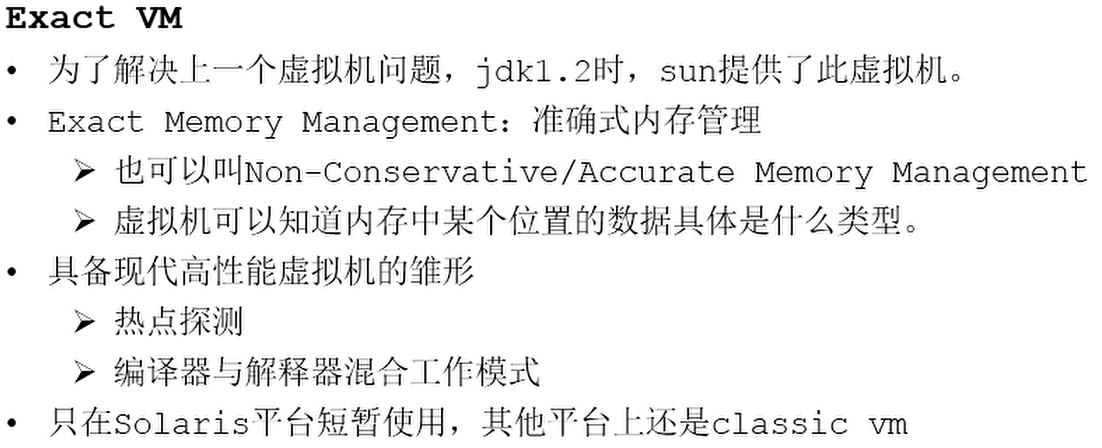 Exact VM
• 为了解决上一个虚拟机问题，jdk1.2时，sun提供了此虚拟机。
• Exact Memory Management：准确式内存管理
➢ 也可以叫Non-Conservative/Accurate Memory Management
➢ 虚拟机可以知道内存中某个位置的数据具体是什么类型。
• 具备现代高性能虚拟机的雏形
➢ 热点探测
➢ 编译器与解释器混合工作模式
• 只在Solaris平台短暂使用，其他平台上还是classic vm